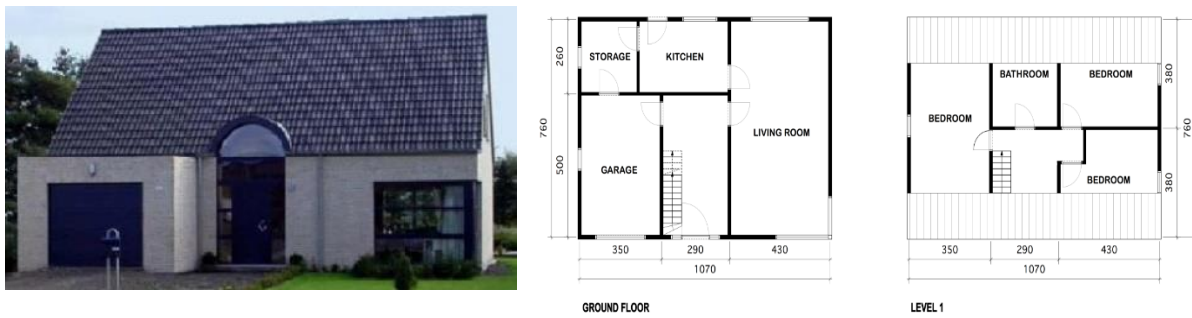 STORAGE
KITCHEN
LIVING ROOM
GARAGE
260
760
500
350
290
430
1070
GROUND FLOOR
BATHROOM
BEDROOM
BEDROOM
BEDROOM
380
760
380
350
290
430
1070
LEVEL 1